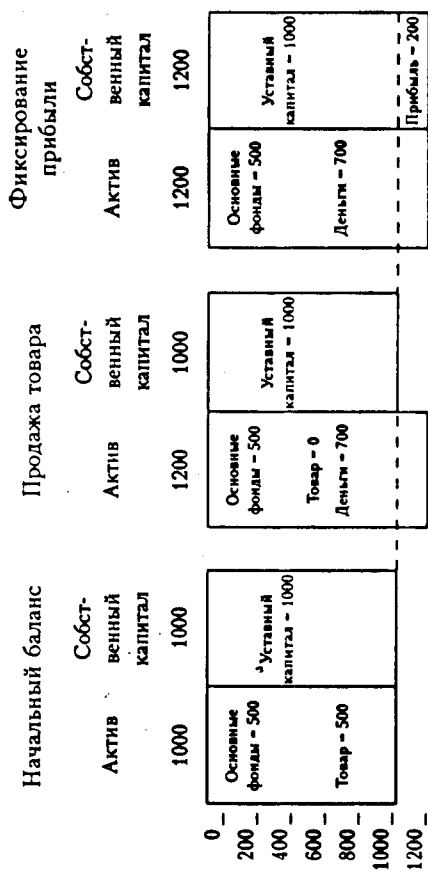 Начальный баланс
Актив
Собст-
венный
капитал
1000
1000
Основные
фонды = 500
Товар = 500
Уставный
капитал = 1000
Продажа товара
Актив
Собст-
венный
капитал
1200
1000
Основные
фонды = 500
Товар = 0
Деньги = 700
Уставный
капитал = 1000
Фиксирование
прибыли
Актив
Собст-
венный
капитал
1200
1200
Основные
фонды = 500
Деньги = 700
Уставный
капитал = 1000
Прибыль = 200
0
200
400
600
800
1000
1200